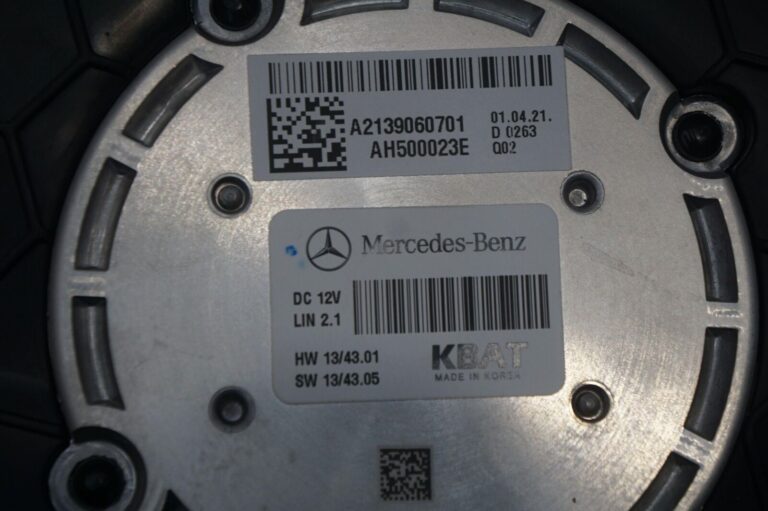 A2139060701
AH500023E
01.04.21.
D 0263
Q02
Mercedes-Benz
DC 12V
LIN 2.1
HW 13/43.01
SW 13/43.05
KBAT
MADE IN KOREA